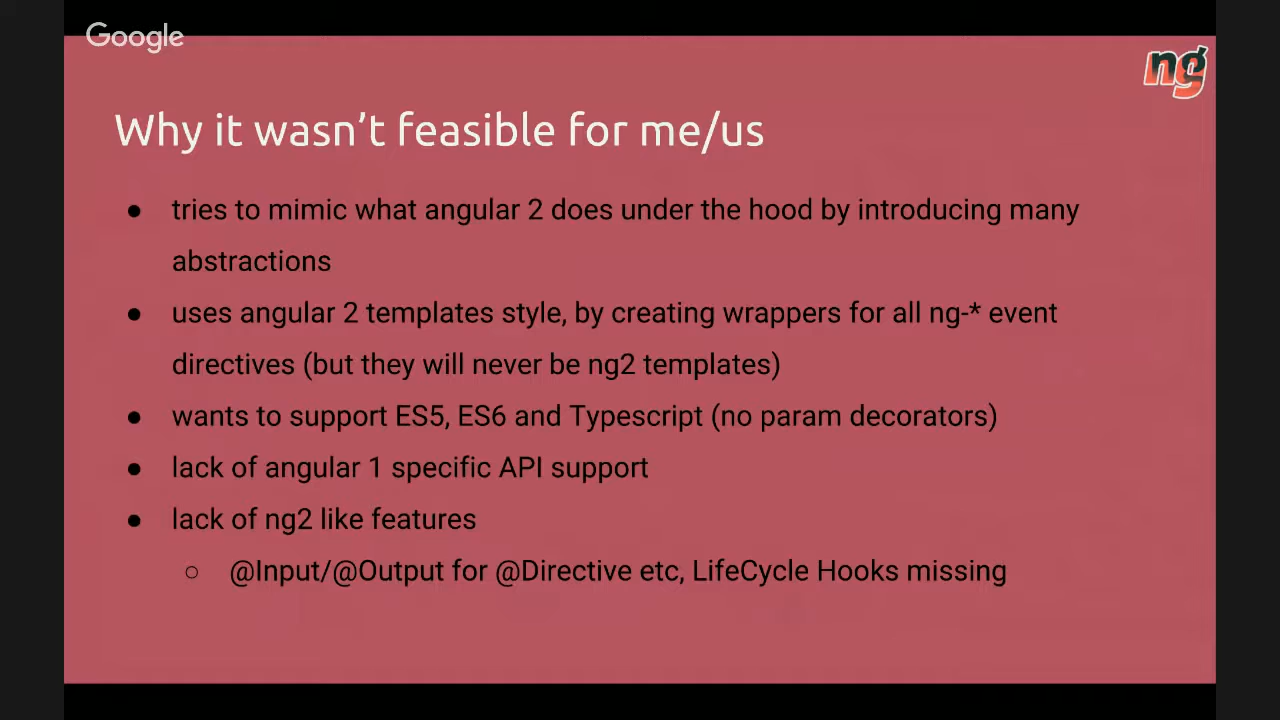 Google
ng
Why it wasn’t feasible for me/us
● tries to mimic what angular 2 does under the hood by introducing many
abstractions
● uses angular 2 templates style, by creating wrappers for all ng-* event
directives (but they will never be ng2 templates)
● wants to support ES5, ES6 and Typescript (no param decorators)
● lack of angular 1 specific API support
● lack of ng2 like features
○ @Input/@Output for @Directive etc, LifeCycle Hooks missing